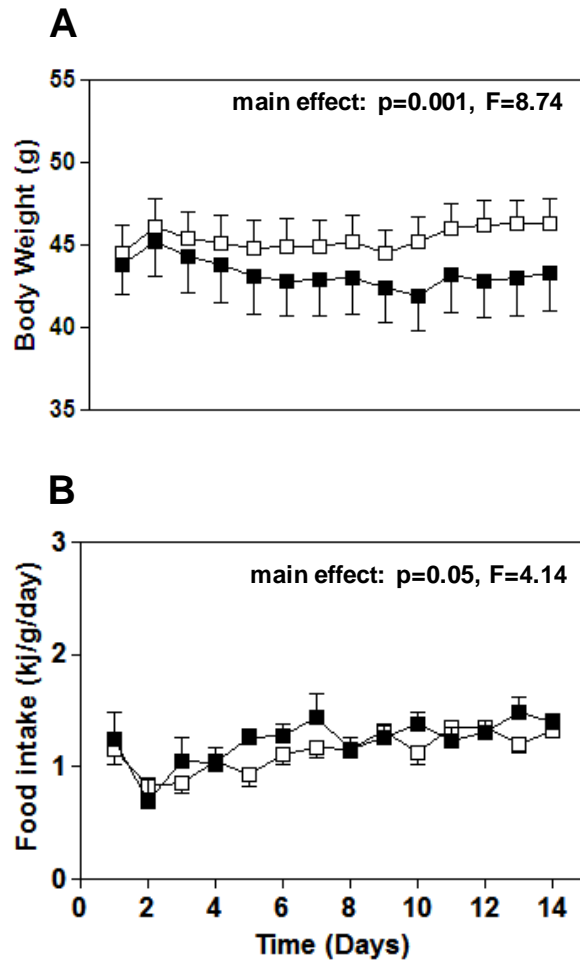 A
main effect: p=0.001, F=8.74
Body Weight (g)
55
50
45
40
35
B
main effect: p=0.05, F=4.14
Food intake (kj/g/day)
3
2
1
0
0 2 4 6 8 10 12 14
Time (Days)